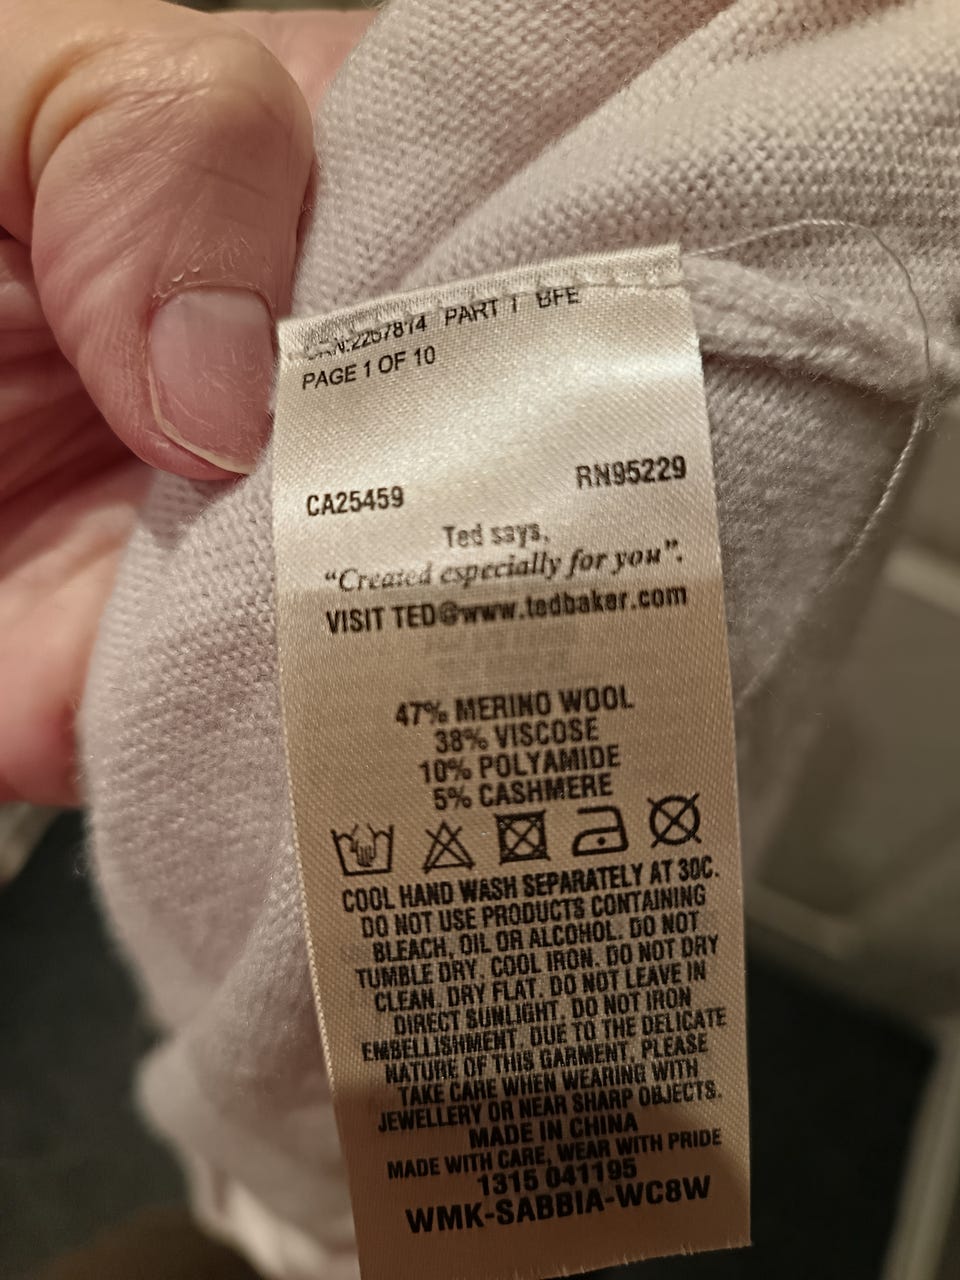 PART 1 BFE
PAGE 1 OF 10
CA25459 RN95229
Ted says,
“Created especially for you”.
VISIT TED@www.tedbaker.com
47% MERINO WOOL
38% VISCOSE
10% POLYAMIDE
5% CASHMERE
COOL HAND WASH SEPARATELY AT 30C.
DO NOT USE PRODUCTS CONTAINING
BLEACH, OIL OR ALCOHOL. DO NOT
TUMBLE DRY. COOL IRON. DO NOT DRY
CLEAN. DRY FLAT. DO NOT LEAVE IN
DIRECT SUNLIGHT. DO NOT IRON
EMBELLISHMENT. DUE TO THE DELICATE
NATURE OF THIS GARMENT, PLEASE
TAKE CARE WHEN WEARING WITH
JEWELLERY OR NEAR SHARP OBJECTS.
MADE IN CHINA
MADE WITH CARE, WEAR WITH PRIDE
1315 041195
WMK-SABBIA-WC8W